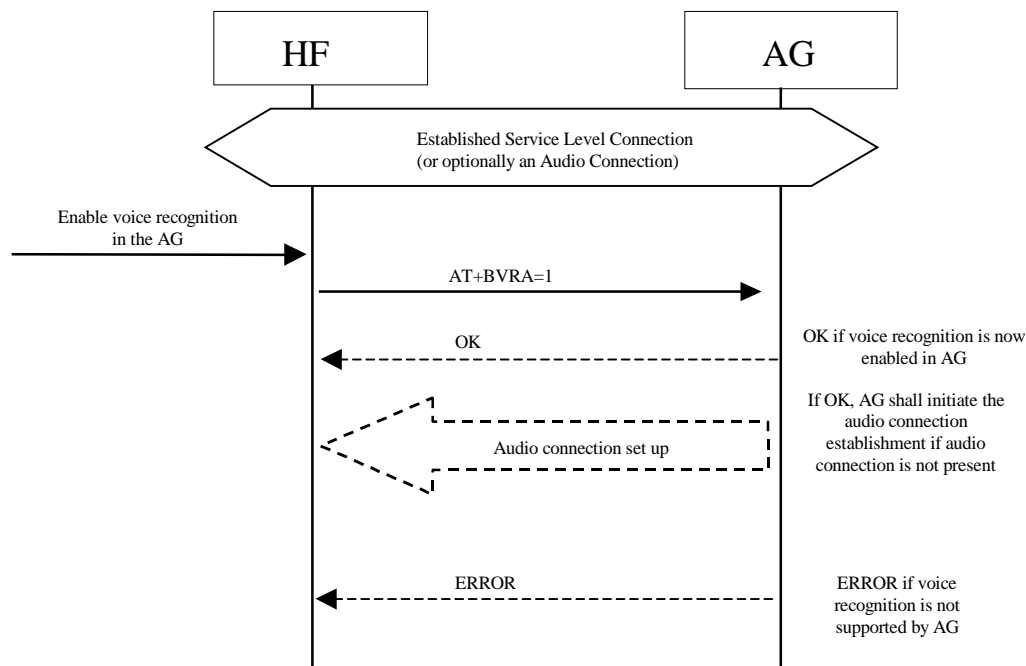 HF
AG
Established Service Level Connection
(or optionally an Audio Connection)
Enable voice recognition
in the AG
AT+BVRA=1
OK
OK if voice recognition is now
enabled in AG
If OK, AG shall initiate the
audio connection
establishment if audio
connection is not present
Audio connection set up
ERROR
ERROR if voice
recognition is not
supported by AG